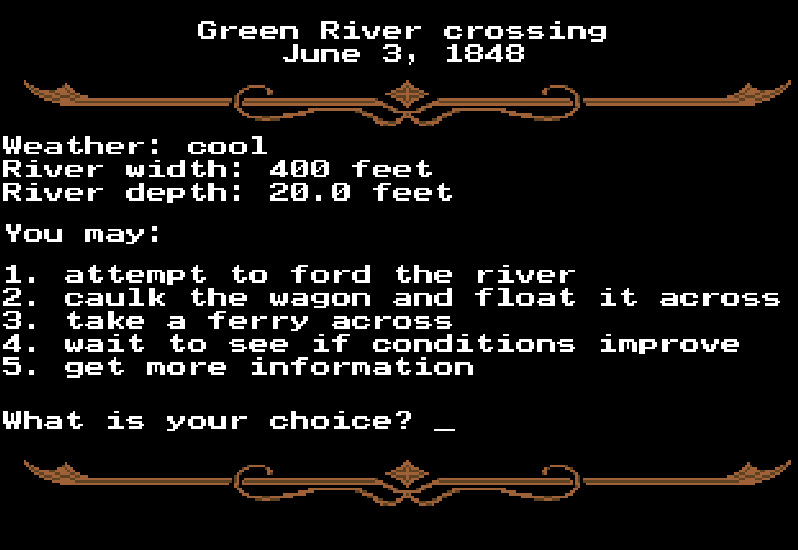 Green River crossing
June 3, 1848
Weather: cool
River width: 400 feet
River depth: 20.0 feet
You may:
1. attempt to ford the river
2. caulk the wagon and float it across
3. take a ferry across
4. wait to see if conditions improve
5. get more information
What is your choice? _